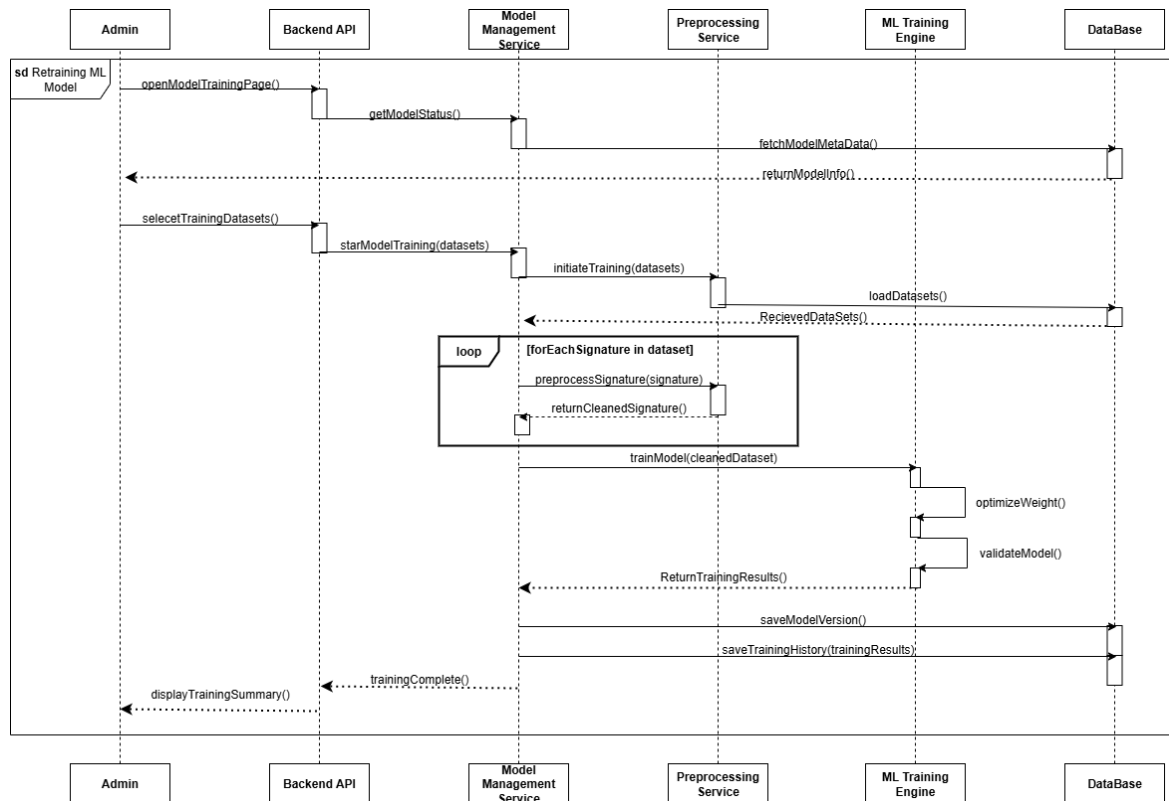 Admin
Backend API
Model
Management
Service
Preprocessing
Service
ML Training
Engine
DataBase
sd Retraining ML
Model
openModelTrainingPage()
getModelStatus()
fetchModelMetaData()
returnModelInfo()
selecetTrainingDatasets()
starModelTraining(datasets)
initiateTraining(datasets)
loadDatasets()
RecievedDataSets()
loop
[forEachSignature in dataset]
preprocessSignature(signature)
returnCleanedSignature()
trainModel(cleanedDataset)
optimizeWeight()
validateModel()
ReturnTrainingResults()
saveModelVersion()
saveTrainingHistory(trainingResults)
trainingComplete()
displayTrainingSummary()
Admin
Backend API
Model
Management
Service
Preprocessing
Service
ML Training
Engine
DataBase